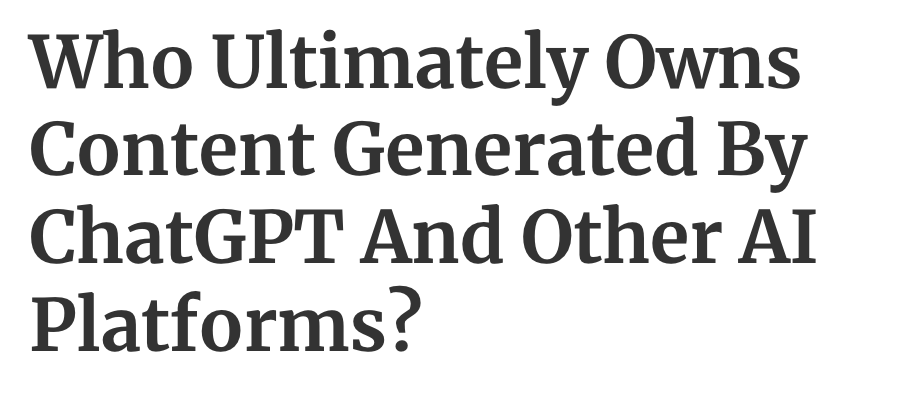 Who Ultimately Owns
Content Generated By
ChatGPT And Other AI
Platforms?